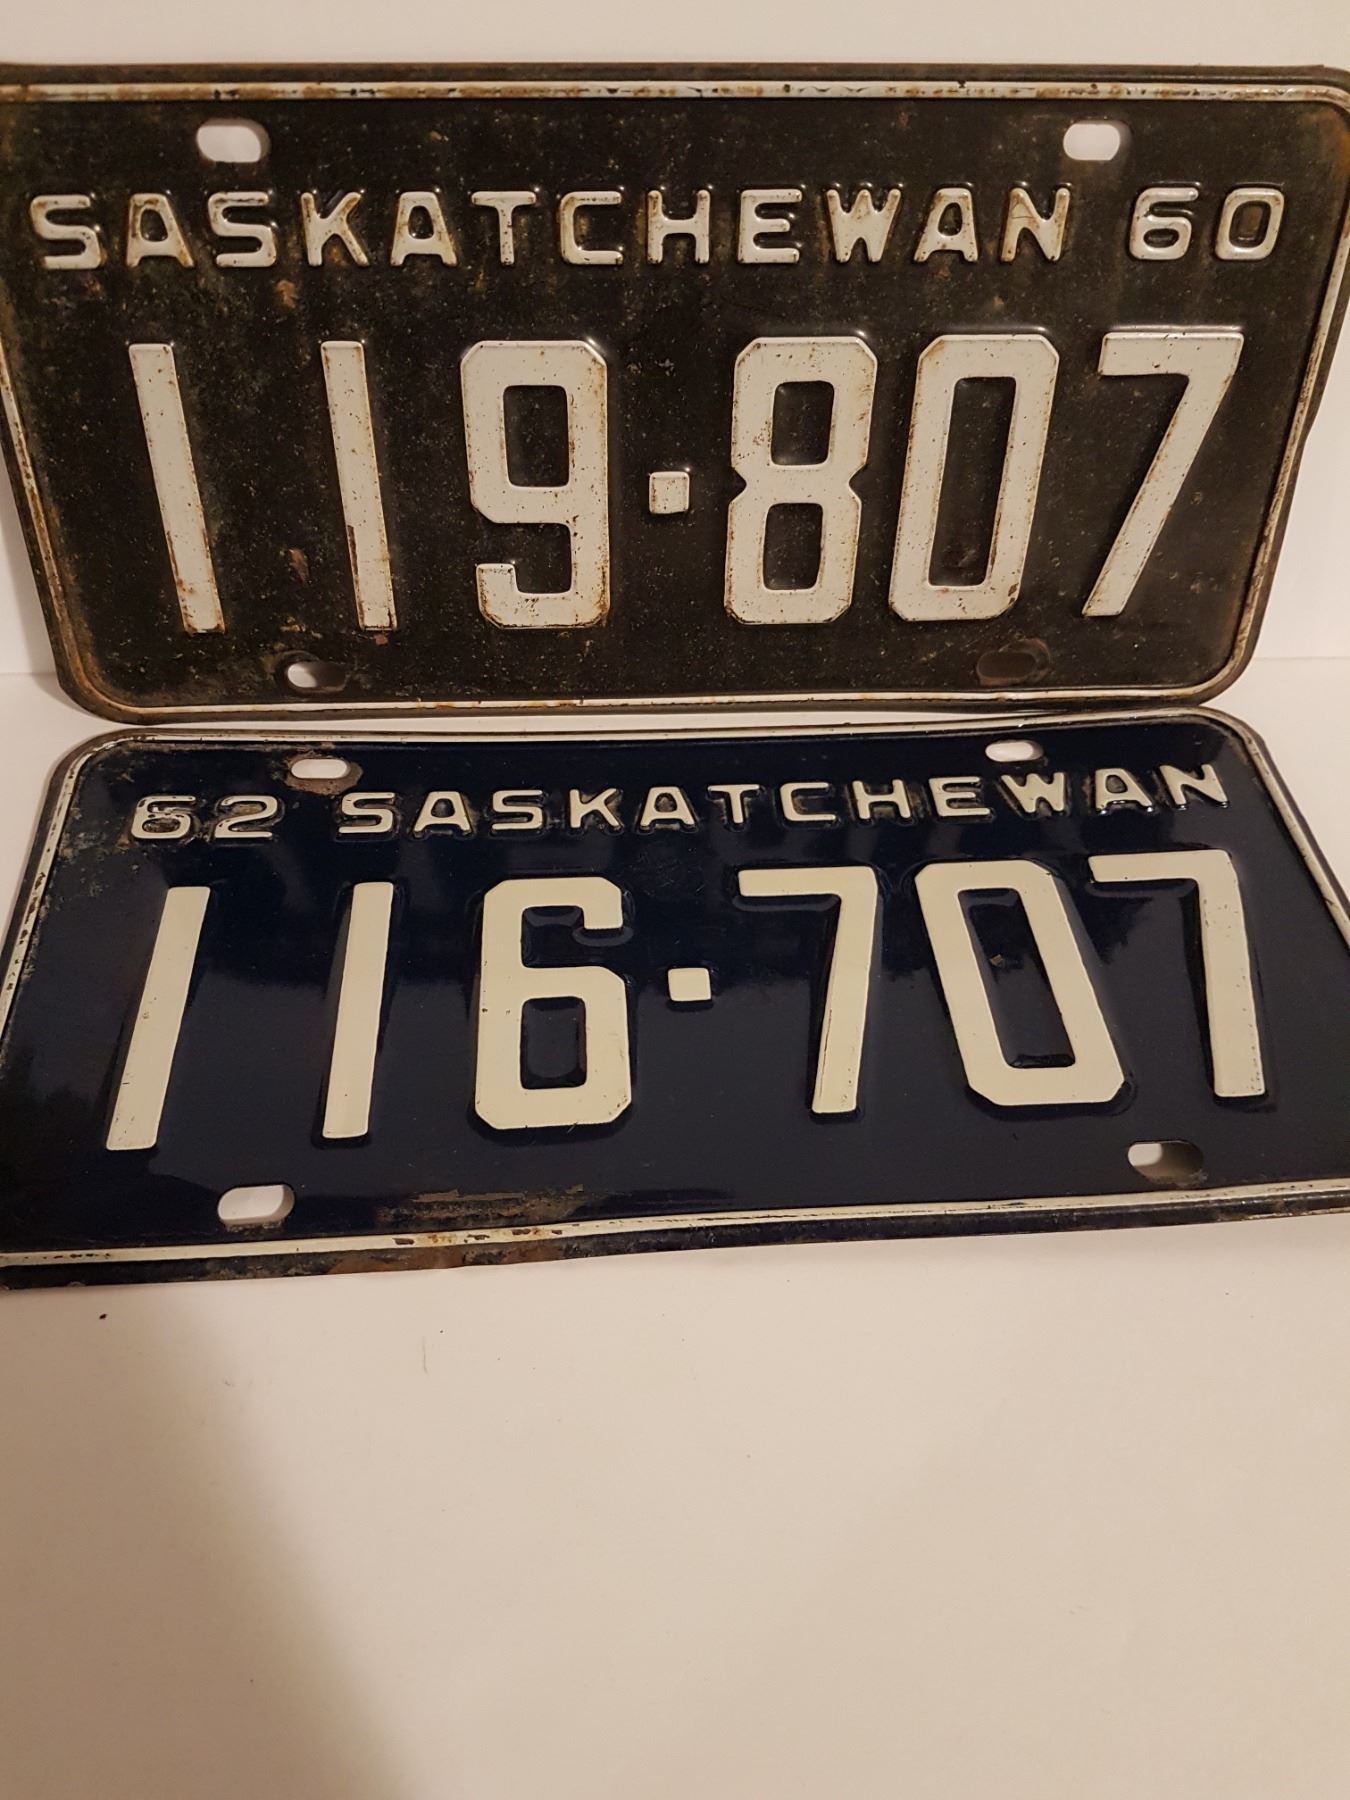 SASKATCHEWAN 60
119·807
62 SASKATCHEWAN
116·707